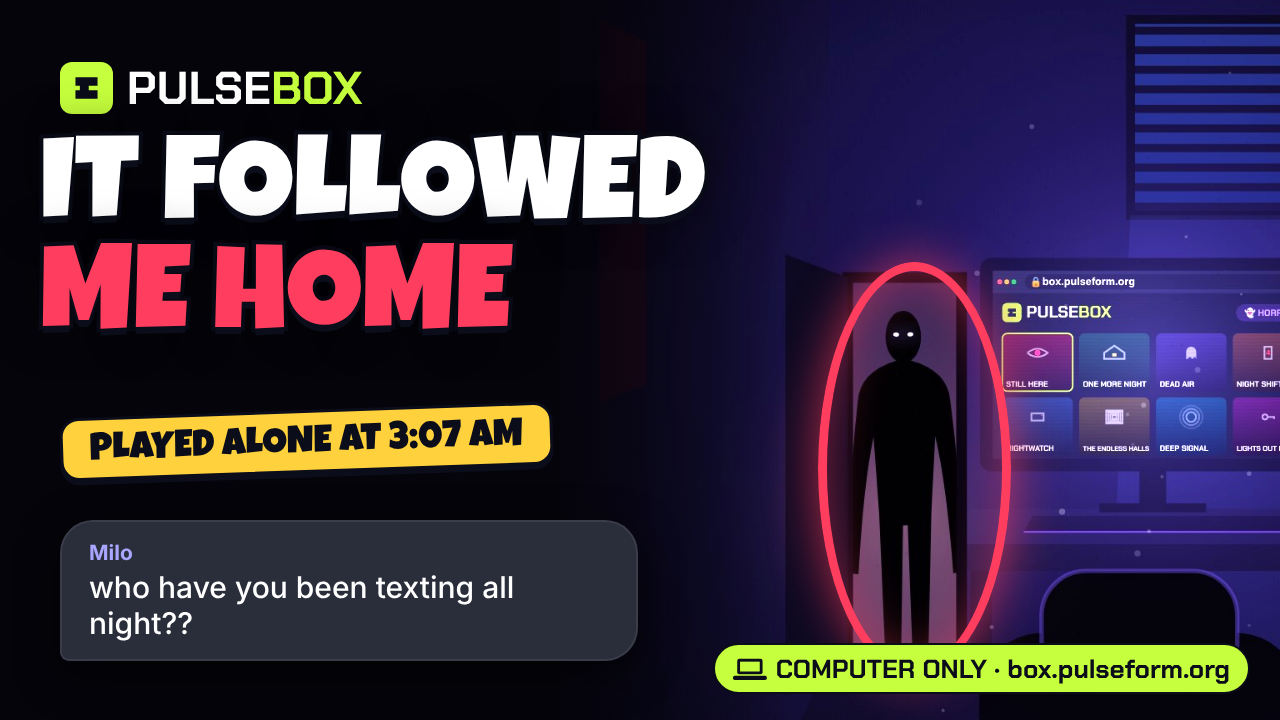 PULSEBOX
IT FOLLOWED
ME HOME
PLAYED ALONE AT 3:07 AM
Milo
who have you been texting all
night??
box.pulseform.org
PULSEBOX
STILL HERE
ONE MORE NIGHT
DEAD AIR
NIGHT SHIFT
THE ENDLESS HALLS
DEEP SIGNAL
COMPUTER ONLY · box.pulseform.org